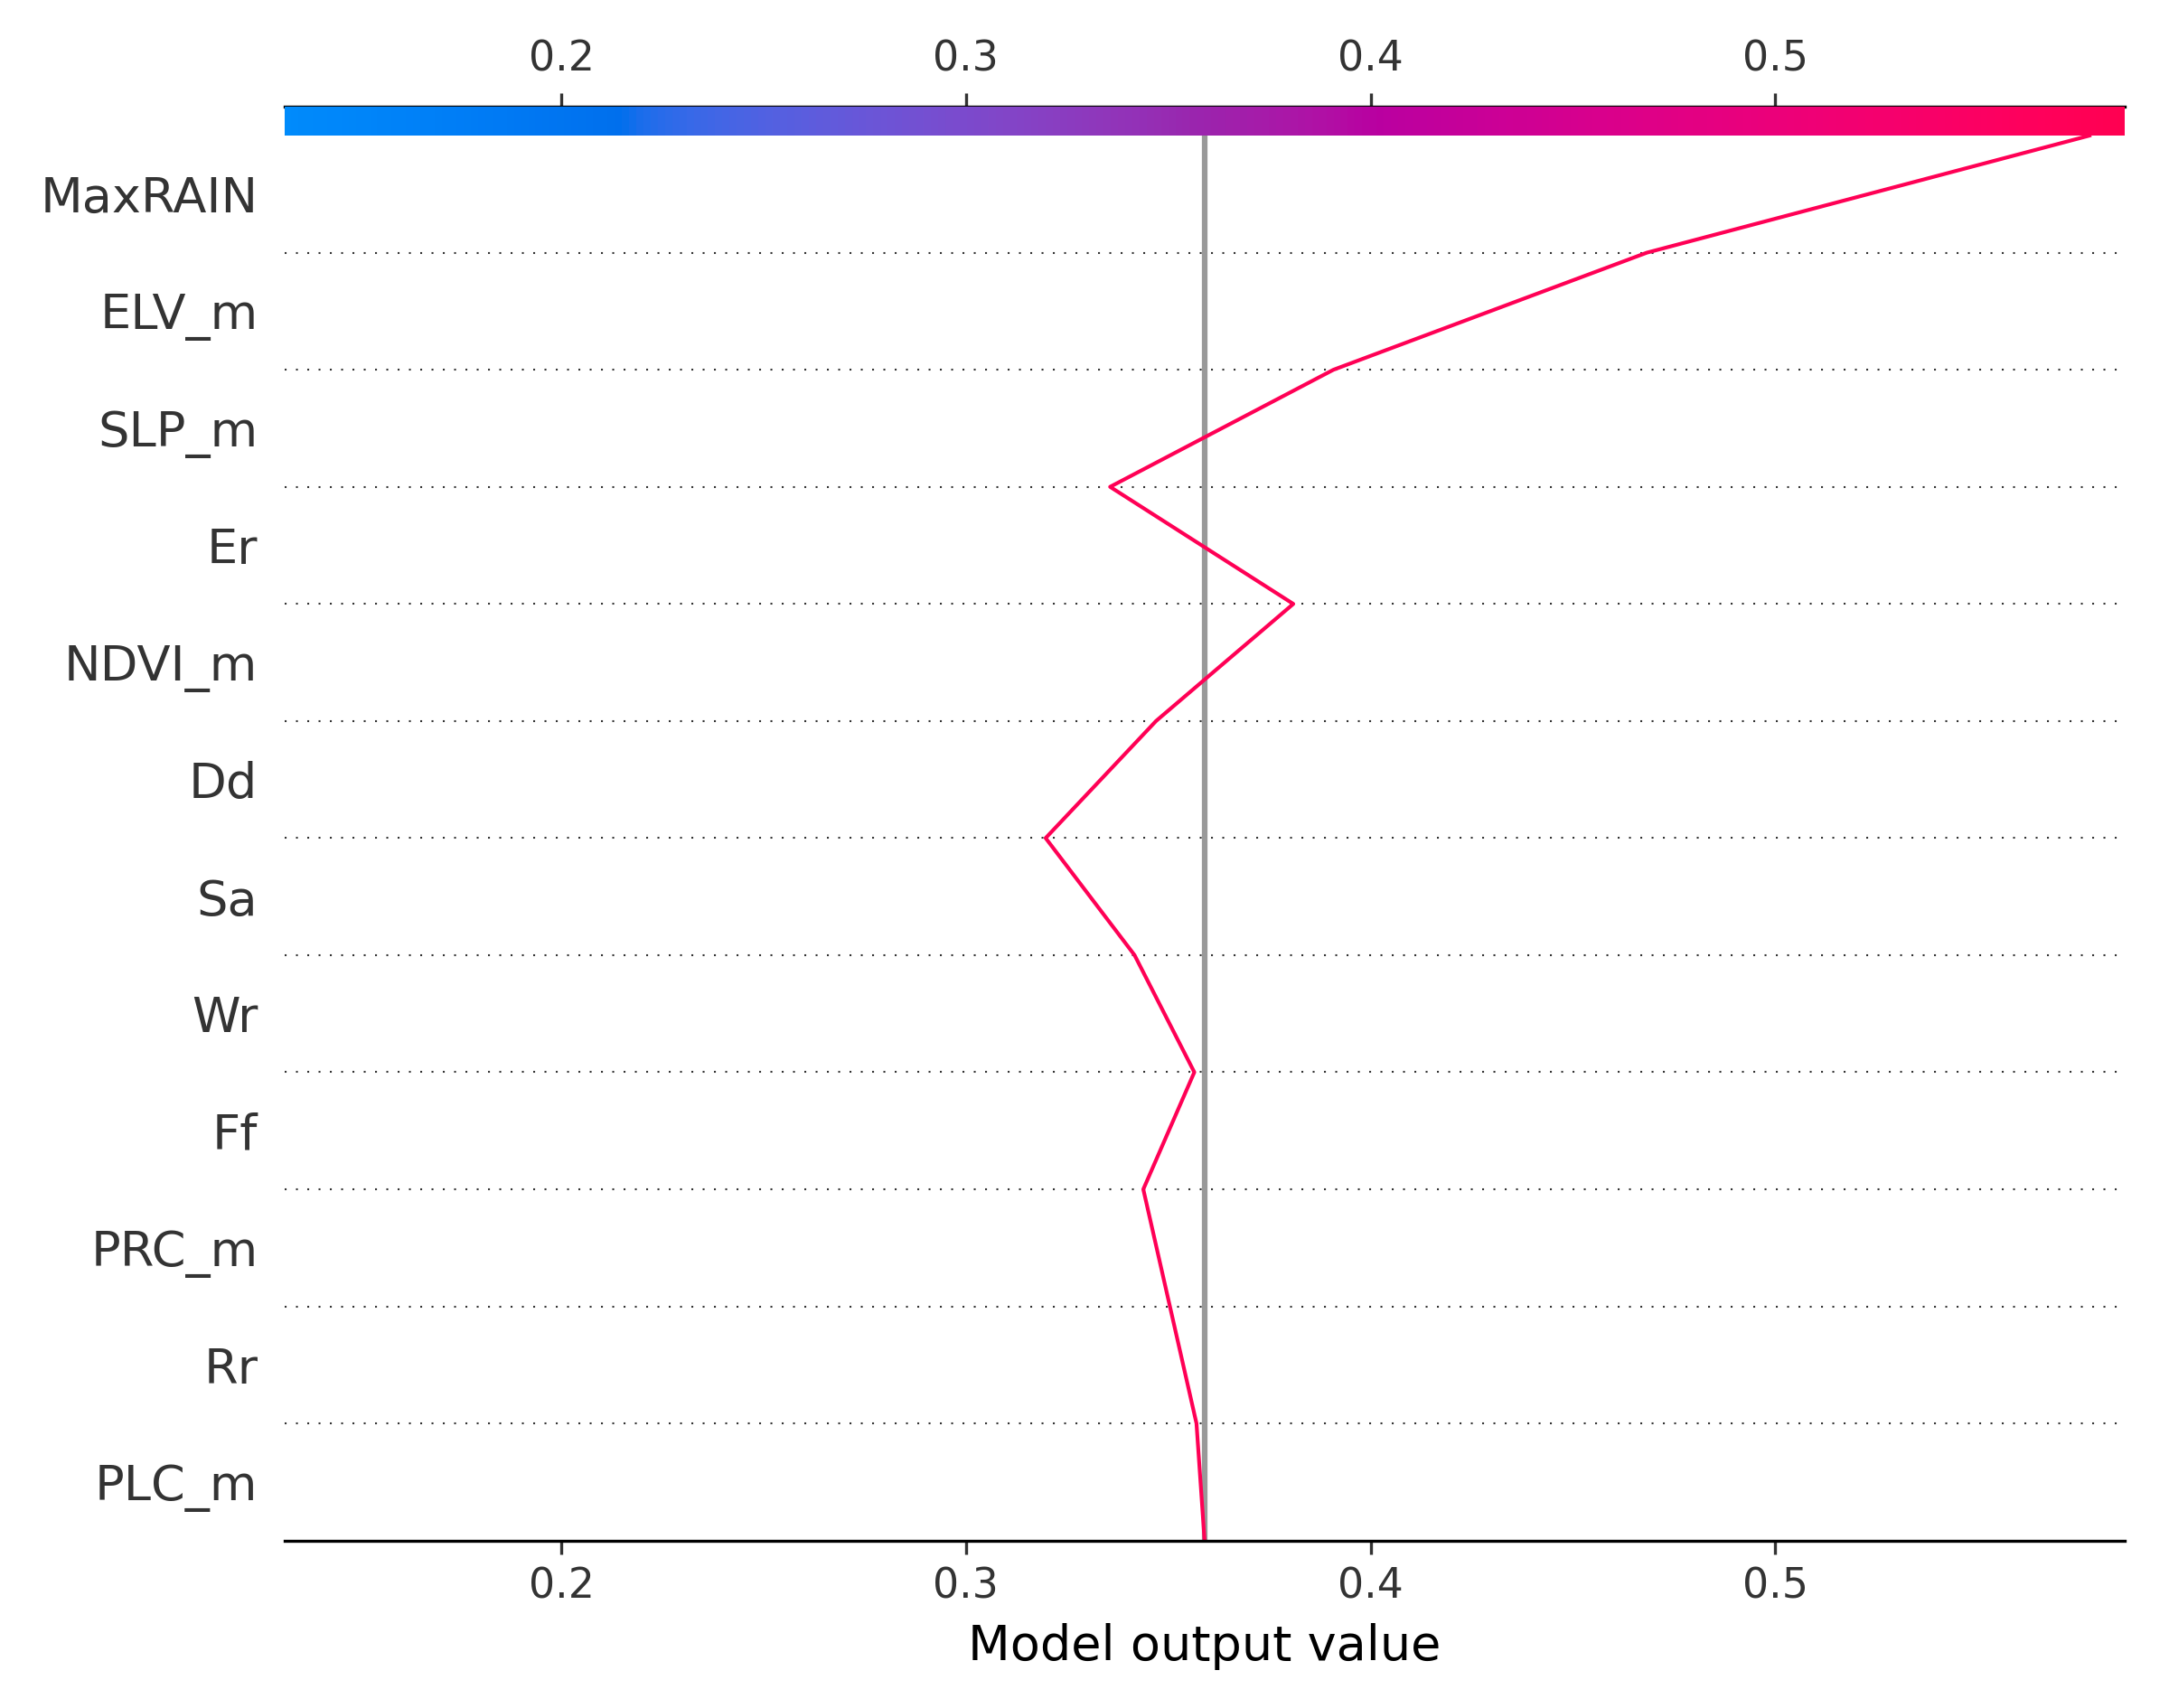 0.2 0.3 0.4 0.5
MaxRAIN
ELV_m
SLP_m
Er
NDVI_m
Dd
Sa
Wr
Ff
PRC_m
Rr
PLC_m
0.2 0.3 0.4 0.5
Model output value